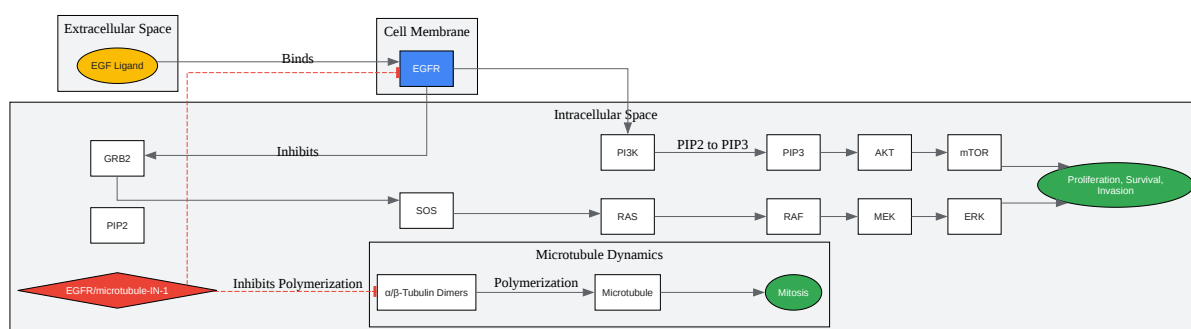 Extracellular Space
Cell Membrane
EGF Ligand
Binds
EGFR
Intracellular Space
GRB2
Inhibits
PI3K
PIP2 to PIP3
PIP3
AKT
mTOR
Proliferation, Survival,
Invasion
PIP2
SOS
RAS
RAF
MEK
ERK
Microtubule Dynamics
EGFR/microtubule-IN-1
Inhibits Polymerization
α/β-Tubulin Dimers
Polymerization
Microtubule
Mitosis